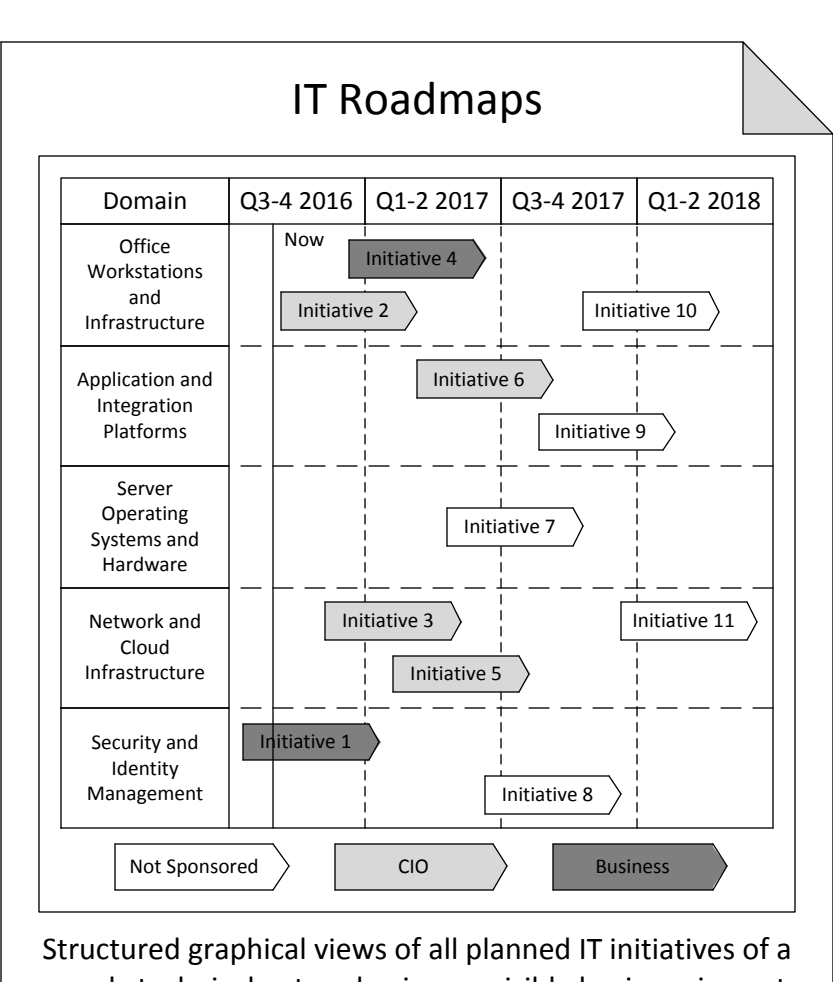 IT Roadmaps
Domain Q3-4 2016 Q1-2 2017 Q3-4 2017 Q1-2 2018
Office
Workstations
and
Infrastructure
Now
Initiative 4
Initiative 2
Initiative 10
Application and
Integration
Platforms
Initiative 6
Initiative 9
Server
Operating
Systems and
Hardware
Initiative 7
Network and
Cloud
Infrastructure
Initiative 3
Initiative 11
Initiative 5
Security and
Identity
Management
Initiative 1
Initiative 8
Not Sponsored CIO Business
Structured graphical views of all planned IT initiatives of a